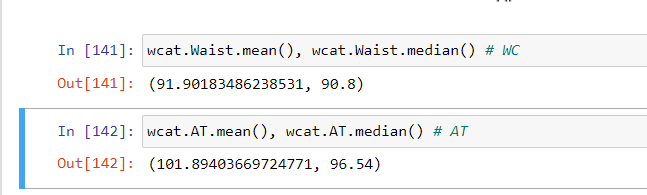 In [141]: wcat.Waist.mean(), wcat.Waist.median() # WC
Out[141]: (91.90183486238531, 90.8)
In [142]: wcat.AT.mean(), wcat.AT.median() # AT
Out[142]: (101.89403669724771, 96.54)